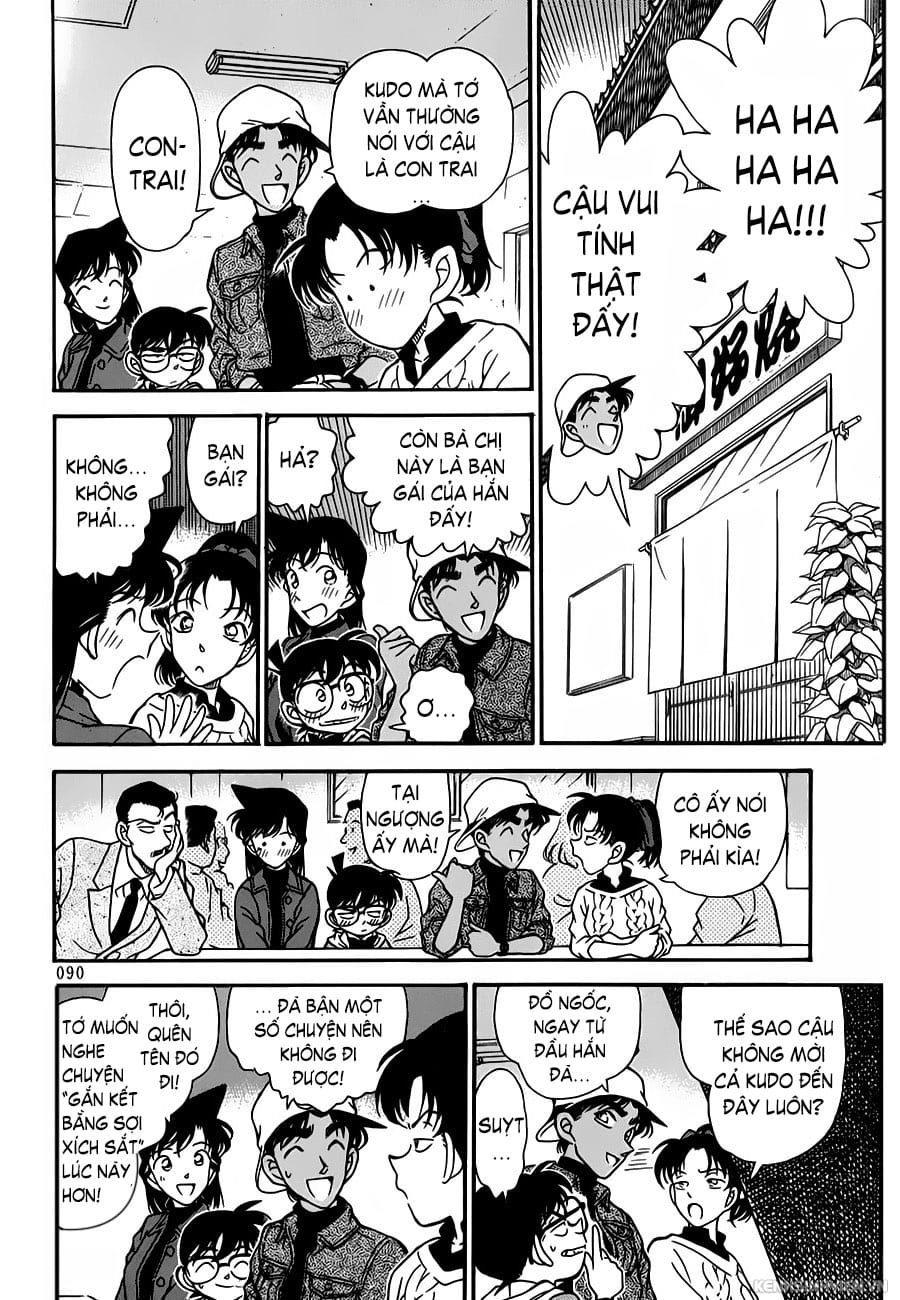 HA HA
HA HA
HA!!!
CẬU VUI
TÍNH
THẬT
ĐẤY!
KUDO MÀ TỚ
VẪN THƯỜNG
NÓI VỚI CẬU
LÀ CON TRAI
...
CON-
TRAI!
CÒN BÀ CHỊ
NÀY LÀ BẠN
GÁI CỦA HẮN
ĐẤY!
HẢ?
Ơ...
BẠN
GÁI?
KHÔNG...
KHÔNG
PHẢI...
CÔ ẤY NÓI
KHÔNG
PHẢI KÌA!
TẠI
NGƯỢNG
ẤY MÀ!
090
THẾ SAO CẬU
KHÔNG MỜI
CẢ KUDO ĐẾN
ĐÂY LUÔN?
ĐỒ NGỐC,
NGAY TỪ
ĐẦU HẮN
ĐÃ...
SUỴT
... ĐÃ BẬN MỘT
SỐ CHUYỆN NÊN
KHÔNG ĐI
ĐƯỢC!
THÔI,
QUÊN
TÊN ĐÓ
ĐI!
TỚ MUỐN
NGHE
CHUYỆN
"GẮN KẾT
BẰNG SỢI
XÍCH SẮT"
LÚC NÃY
HƠN!